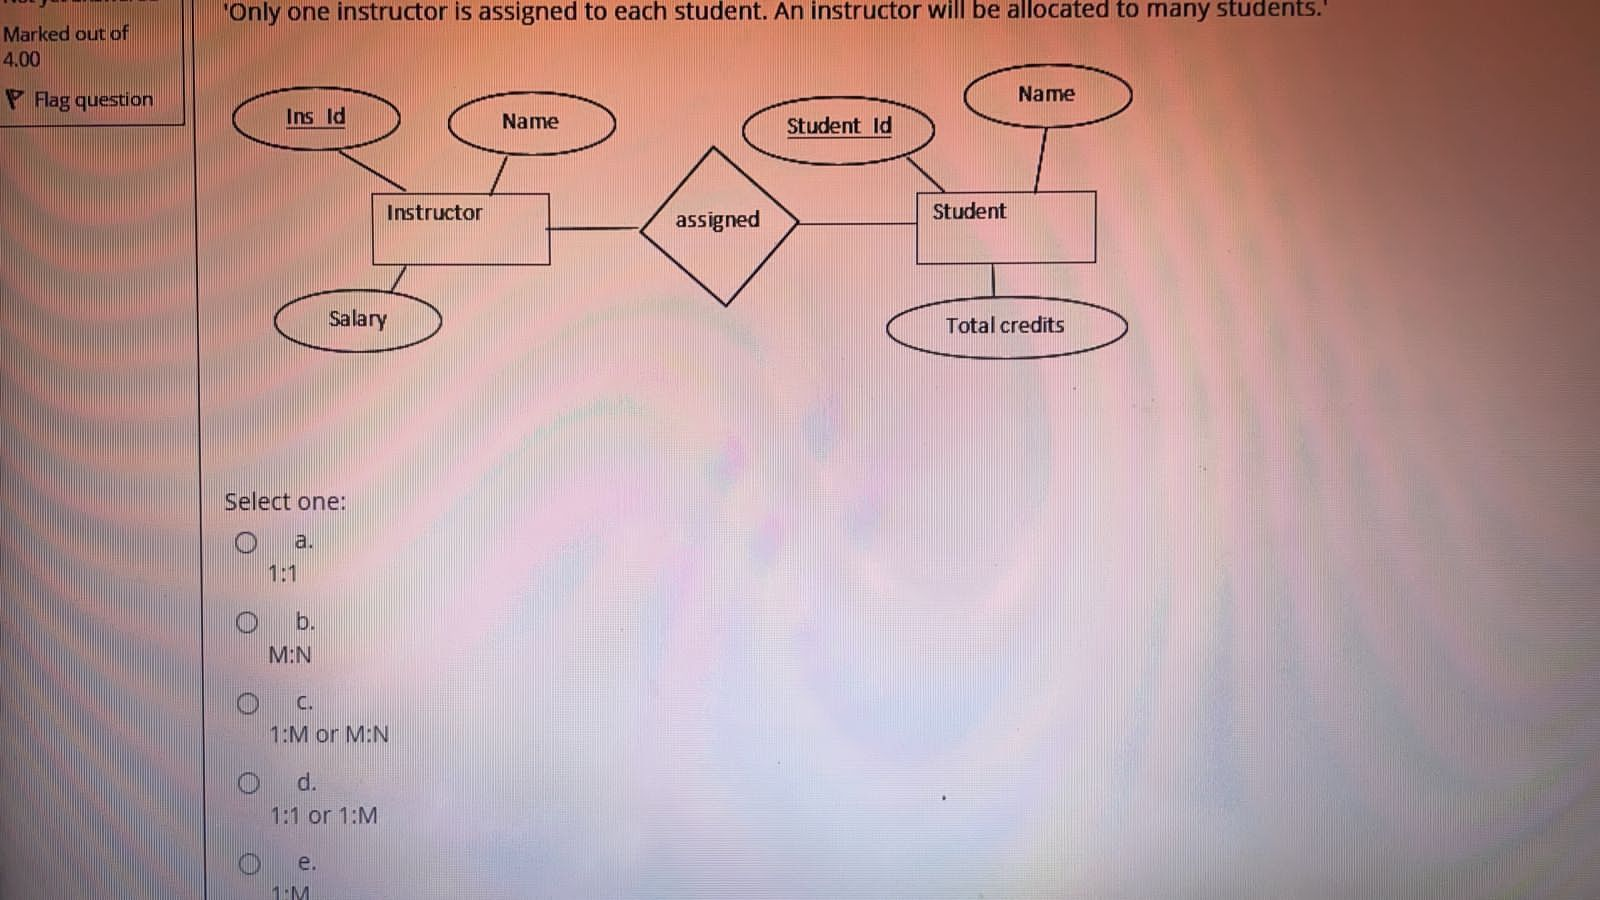 'Only one instructor is assigned to each student. An instructor will be allocated to many students.'
Marked out of
4.00
Flag question
Ins_Id
Name
Student_Id
Name
Instructor
assigned
Student
Salary
Total credits
Select one:
a.
1:1
b.
M:N
c.
1:M or M:N
d.
1:1 or 1:M
e.
1:M